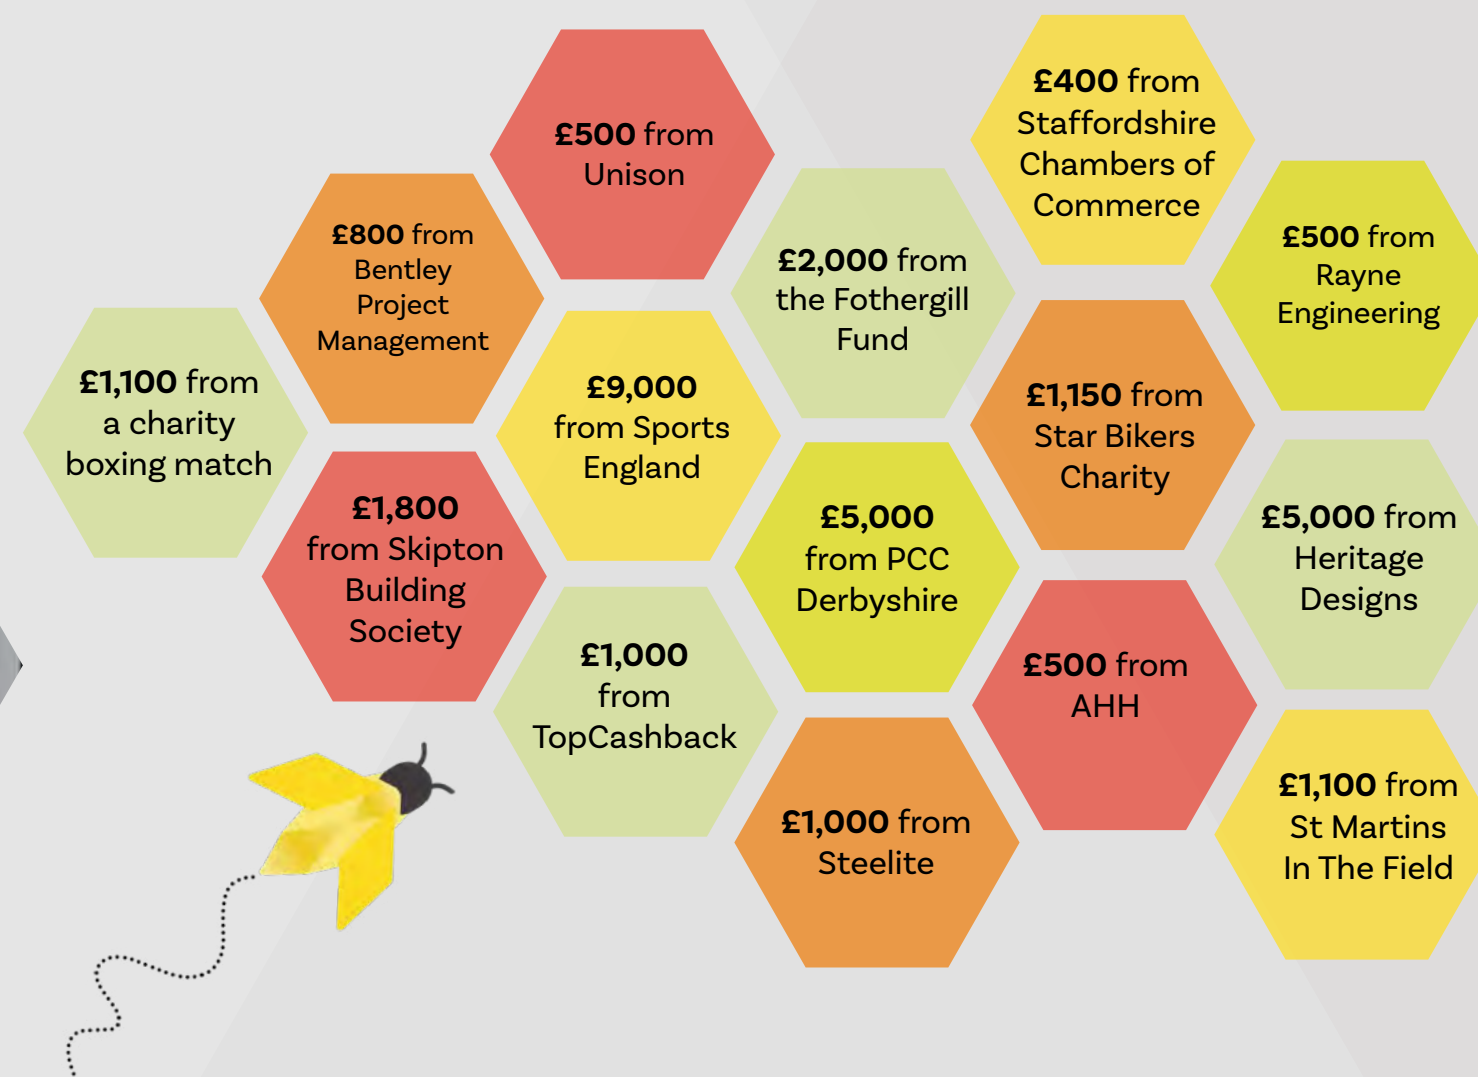 £500 from
Unison
£400 from
Staffordshire
Chambers of
Commerce
£800 from
Bentley
Project
Management
£2,000 from
the Fothergill
Fund
£500 from
Rayne
Engineering
£1,100 from
a charity
boxing match
£9,000
from Sports
England
£1,150 from
Star Bikers
Charity
£1,800
from Skipton
Building
Society
£5,000
from PCC
Derbyshire
£5,000 from
Heritage
Designs
£1,000
from
TopCashback
£500 from
AHH
£1,000 from
Steelite
£1,100 from
St Martins
In The Field